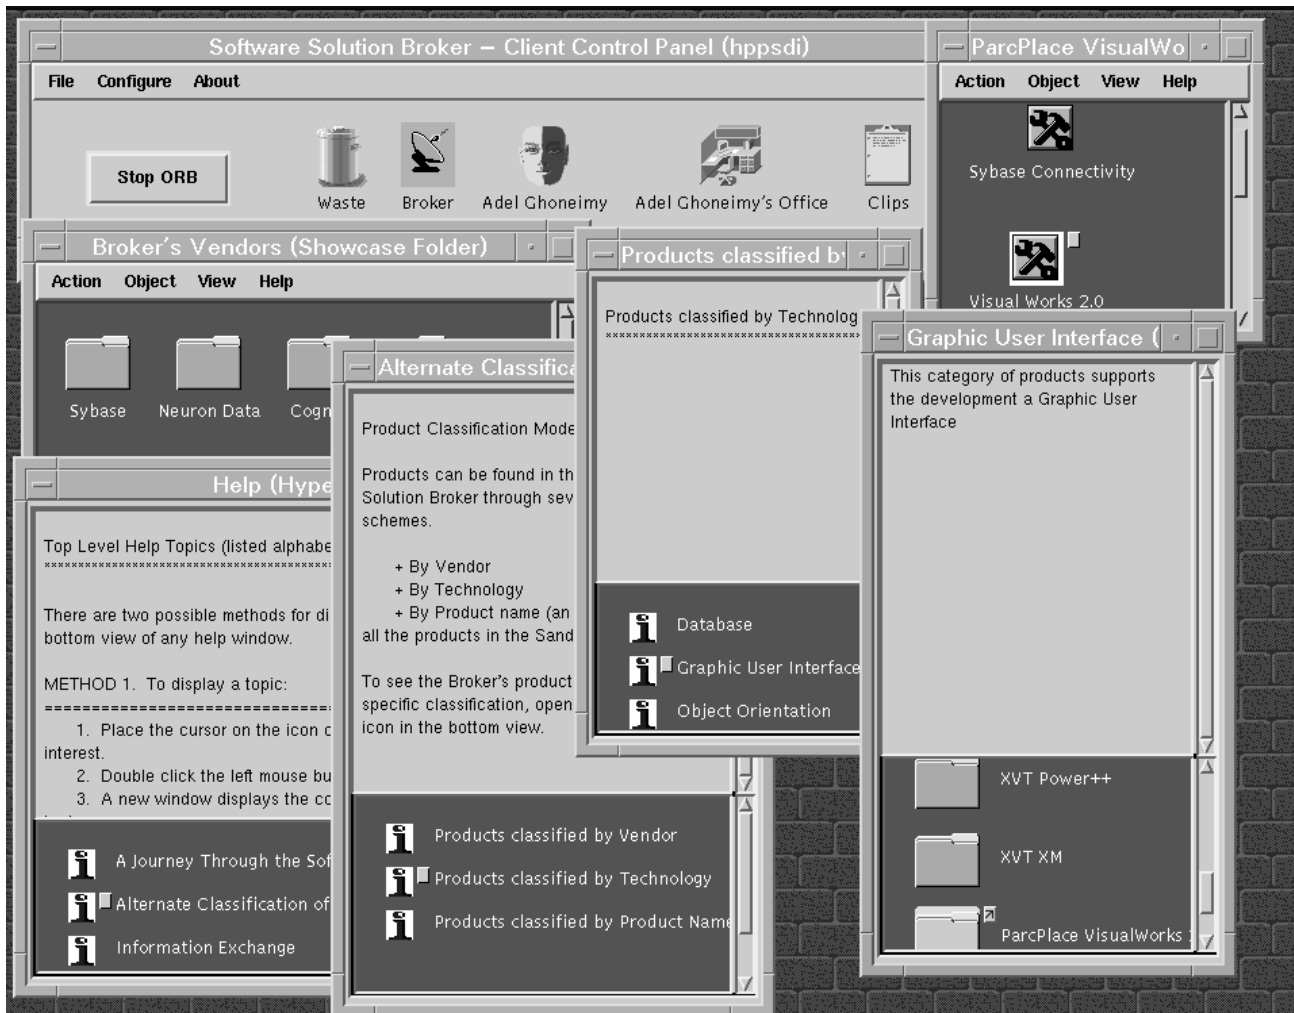 Software Solution Broker – Client Control Panel (hppsdi)
File Configure About
Stop ORB
Waste
Broker
Adel Ghoneimy
Adel Ghoneimy's Office
Clips
ParcPlace VisualWo
Action Object View Help
Sybase Connectivity
Visual Works 2.0
Broker's Vendors (Showcase Folder)
Action Object View Help
Sybase
Neuron Data
Cogn
Help (Hype
Top Level Help Topics (listed alphabe
There are two possible methods for di
bottom view of any help window.
METHOD 1. To display a topic:
===================================
1. Place the cursor on the icon o
interest.
2. Double click the left mouse bu
3. A new window displays the co
A Journey Through the Sof
Alternate Classification of
Information Exchange
Alternate Classifica
Product Classification Mode
Products can be found in th
Solution Broker through sev
schemes.
+ By Vendor
+ By Technology
+ By Product name (an
all the products in the Sand
To see the Broker's product
specific classification, open
icon in the bottom view.
Products classified by Vendor
Products classified by Technology
Products classified by Product Name
Products classified by
Products classified by Technolog
Database
Graphic User Interface
Object Orientation
Graphic User Interface (
This category of products supports
the development a Graphic User
Interface
XVT Power++
XVT XM
ParcPlace VisualWorks